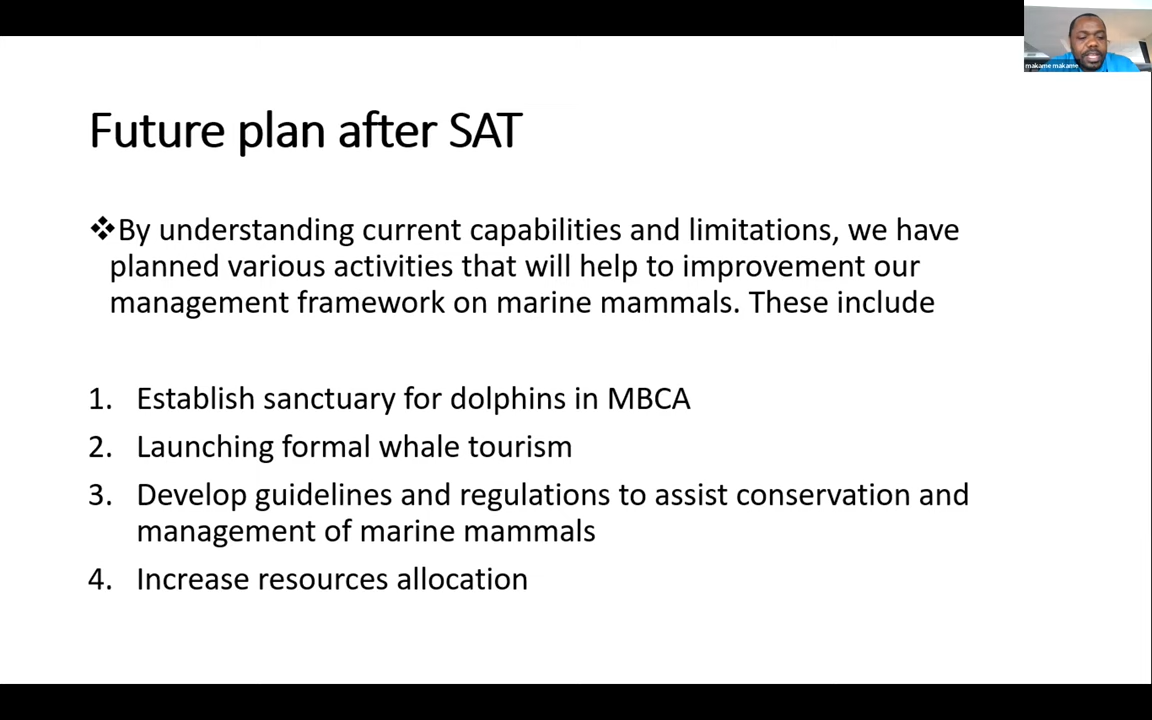 makame makame
Future plan after SAT
❖By understanding current capabilities and limitations, we have
planned various activities that will help to improvement our
management framework on marine mammals. These include
1. Establish sanctuary for dolphins in MBCA
2. Launching formal whale tourism
3. Develop guidelines and regulations to assist conservation and
management of marine mammals
4. Increase resources allocation